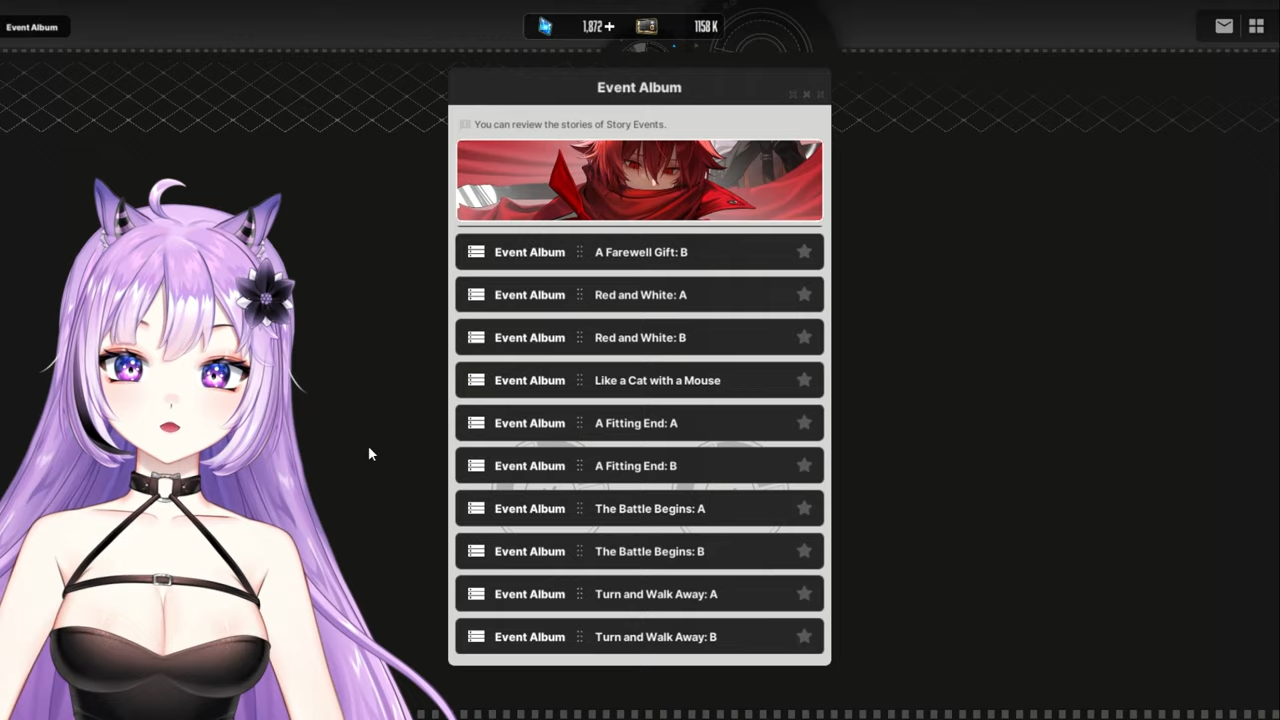 Event Album
1,872 +
1158 K
Event Album
You can review the stories of Story Events.
Event Album A Farewell Gift: B
Event Album Red and White: A
Event Album Red and White: B
Event Album Like a Cat with a Mouse
Event Album A Fitting End: A
Event Album A Fitting End: B
Event Album The Battle Begins: A
Event Album The Battle Begins: B
Event Album Turn and Walk Away: A
Event Album Turn and Walk Away: B